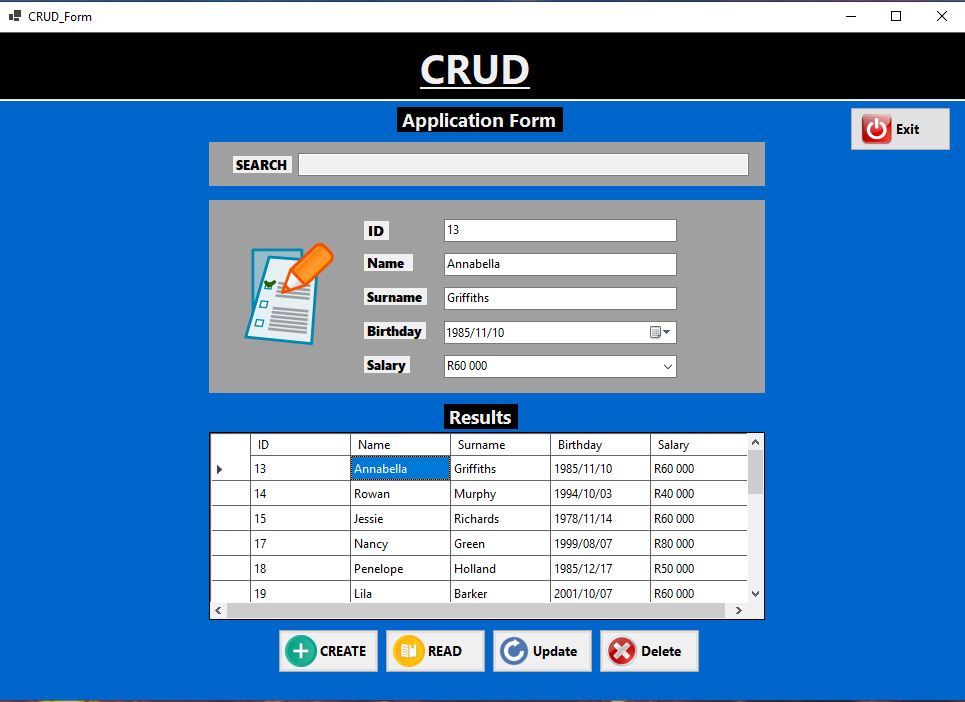 CRUD_Form
CRUD
Application Form
Exit
SEARCH
ID 13
Name Annabella
Surname Griffiths
Birthday 1985/11/10
Salary R60 000
Results
ID Name Surname Birthday Salary
13 Annabella Griffiths 1985/11/10 R60 000
14 Rowan Murphy 1994/10/03 R40 000
15 Jessie Richards 1978/11/14 R60 000
17 Nancy Green 1999/08/07 R80 000
18 Penelope Holland 1985/12/17 R50 000
19 Lila Barker 2001/10/07 R60 000
CREATE READ Update Delete